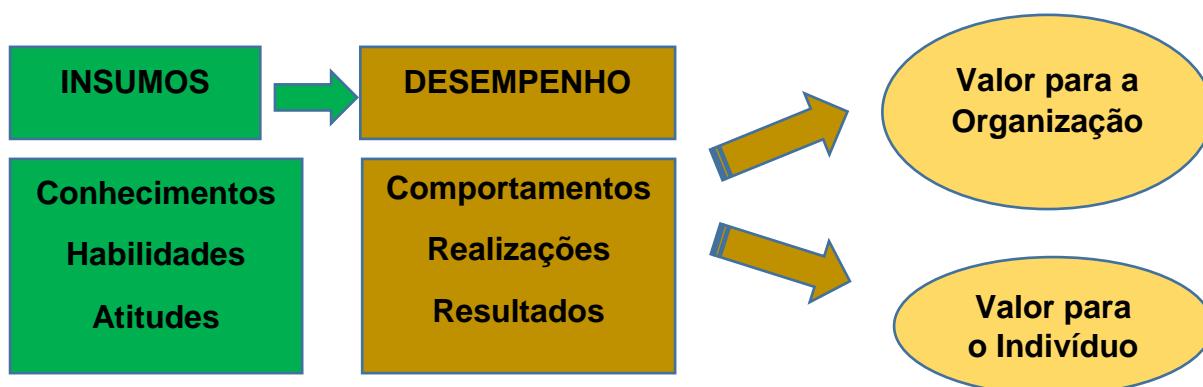 INSUMOS
DESEMPENHO
Valor para a
Organização
Conhecimentos
Habilidades
Atitudes
Comportamentos
Realizações
Resultados
Valor para
o Indivíduo